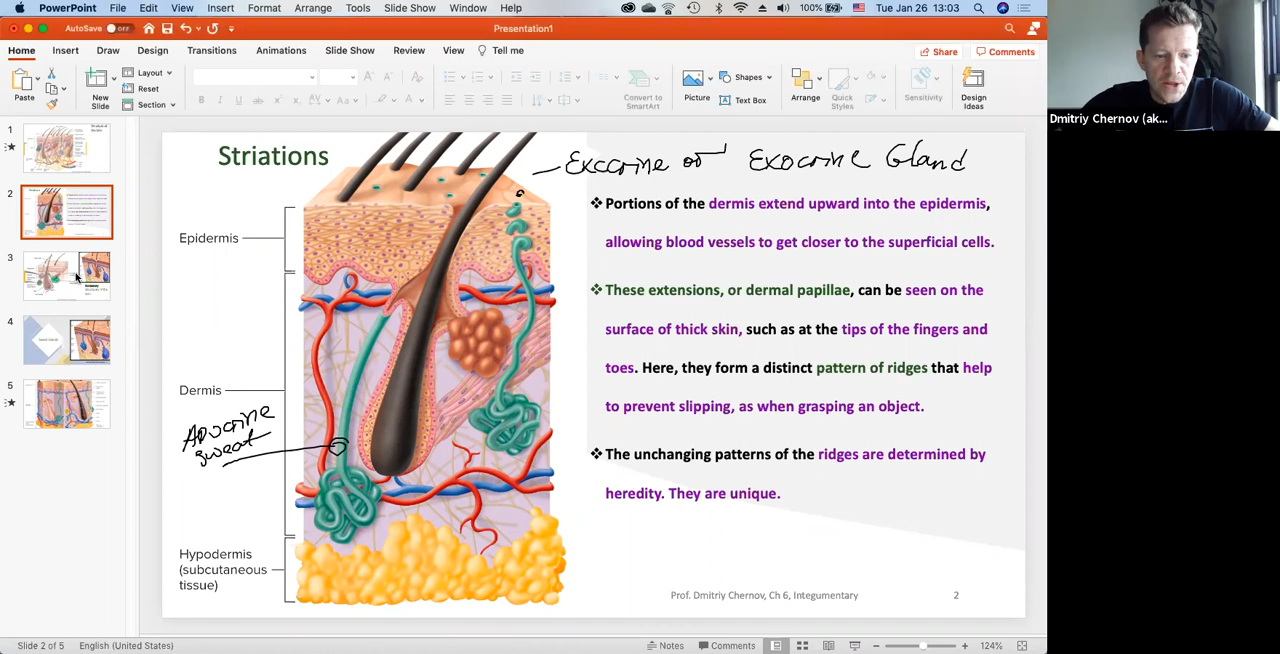 PowerPoint File Edit View Insert Format Arrange Tools Slide Show Window Help 100% Tue Jan 26 13:03
AutoSave OFF Presentation1
Home Insert Draw Design Transitions Animations Slide Show Review View Tell me Share Comments
Paste New Slide Layout Reset Section B I U ab Aa Convert to SmartArt Picture Shapes Text Box Arrange Quick Styles Sensitivity Design Ideas
Dmitriy Chernov (ak...
1
2
3
4
5
Striations
Exccrine or Exocrine Gland
Epidermis
Dermis
Apocrine
sweat
Hypodermis
(subcutaneous
tissue)
❖Portions of the dermis extend upward into the epidermis,
allowing blood vessels to get closer to the superficial cells.
❖These extensions, or dermal papillae, can be seen on the
surface of thick skin, such as at the tips of the fingers and
toes. Here, they form a distinct pattern of ridges that help
to prevent slipping, as when grasping an object.
❖The unchanging patterns of the ridges are determined by
heredity. They are unique.
Prof. Dmitriy Chernov, Ch 6, Integumentary 2
Slide 2 of 5 English (United States) Notes Comments 124%